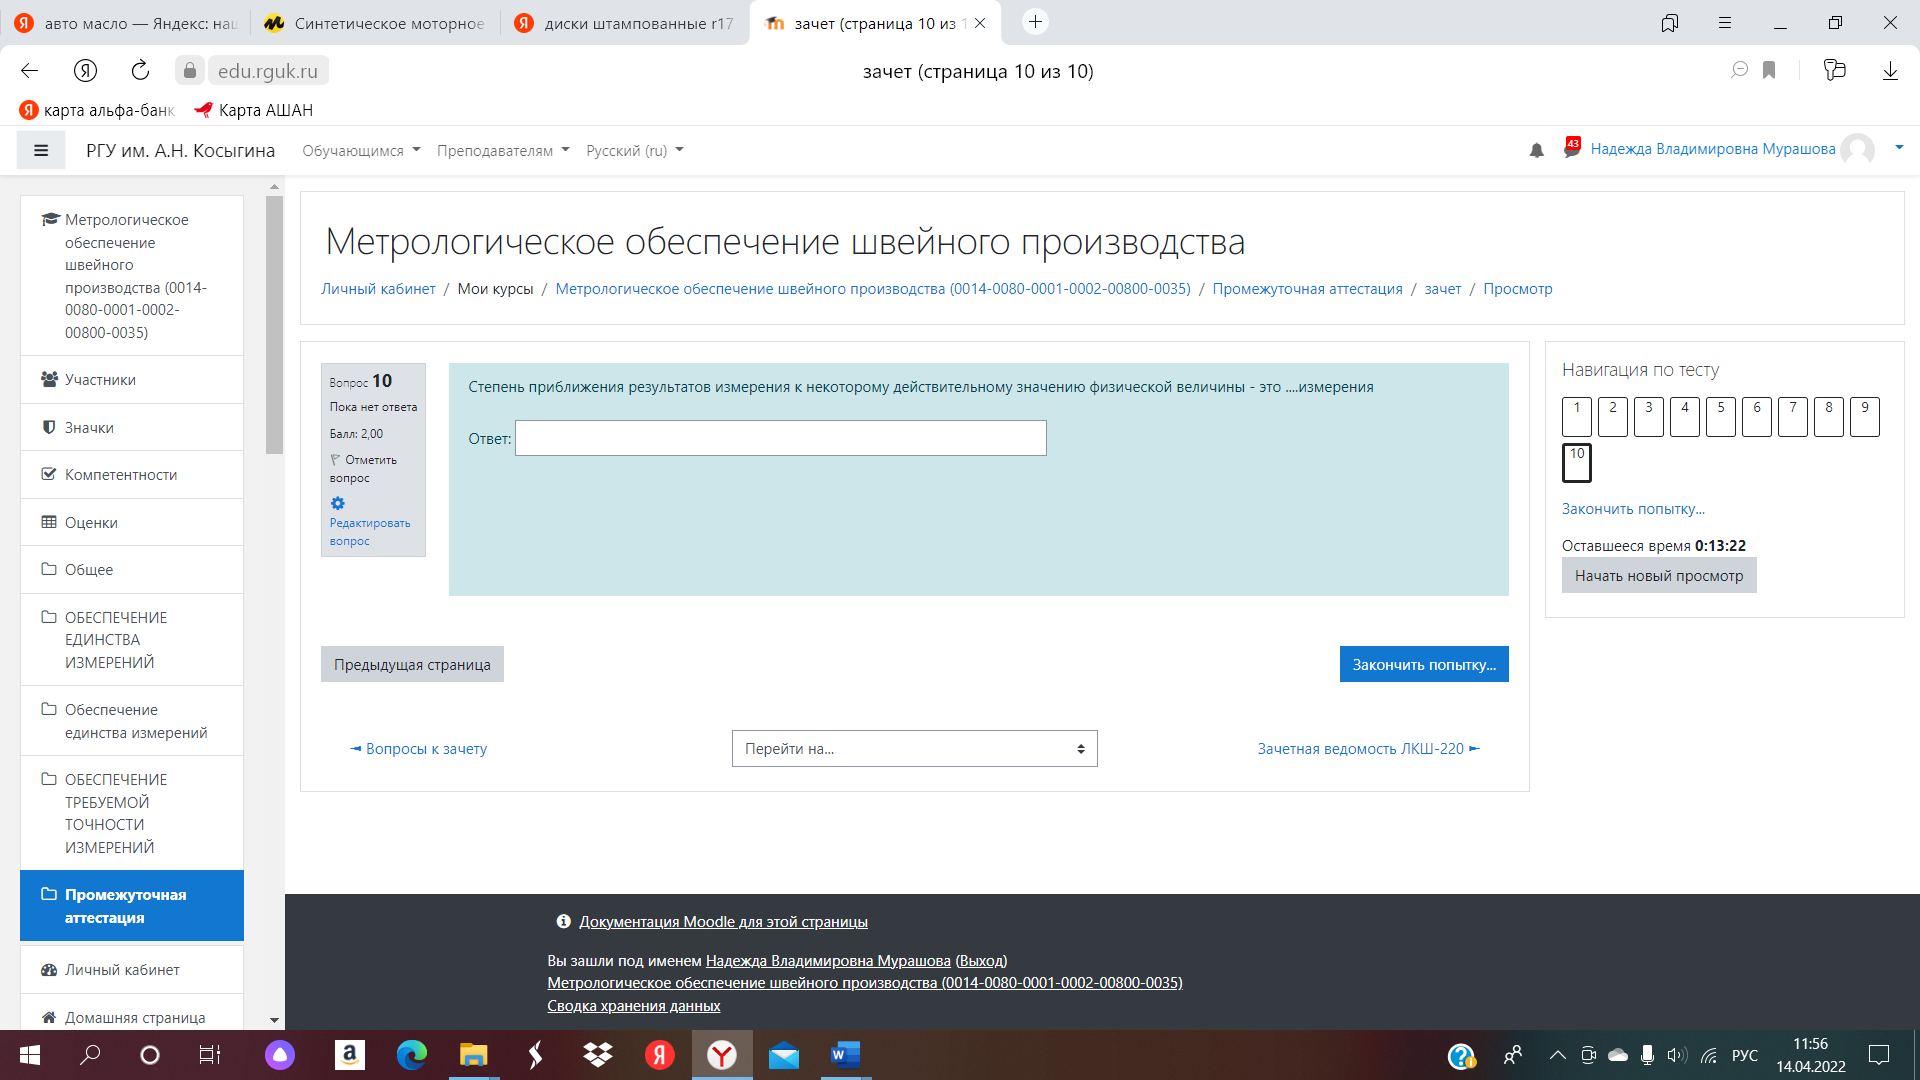 авто масло — Яндекс: наш
Синтетическое моторное
диски штампованные r17
зачет (страница 10 из 1
edu.rguk.ru
зачет (страница 10 из 10)
карта альфа-банк
Карта АШАН
РГУ им. А.Н. Косыгина
Обучающимся
Преподавателям
Русский (ru)
43
Надежда Владимировна Мурашова
Метрологическое
обеспечение
швейного
производства (0014-
0080-0001-0002-
00800-0035)
Участники
Значки
Компетентности
Оценки
Общее
ОБЕСПЕЧЕНИЕ
ЕДИНСТВА
ИЗМЕРЕНИЙ
Обеспечение
единства измерений
ОБЕСПЕЧЕНИЕ
ТРЕБУЕМОЙ
ТОЧНОСТИ
ИЗМЕРЕНИЙ
Промежуточная
аттестация
Личный кабинет
Домашняя страница
Метрологическое обеспечение швейного производства
Личный кабинет / Мои курсы / Метрологическое обеспечение швейного производства (0014-0080-0001-0002-00800-0035) / Промежуточная аттестация / зачет / Просмотр
Вопрос 10
Пока нет ответа
Балл: 2,00
Отметить
вопрос
Редактировать
вопрос
Степень приближения результатов измерения к некоторому действительному значению физической величины - это ....измерения
Ответ:
Предыдущая страница
Закончить попытку...
◄ Вопросы к зачету
Перейти на...
Зачетная ведомость ЛКШ-220 ►
Навигация по тесту
1 2 3 4 5 6 7 8 9
10
Закончить попытку...
Оставшееся время 0:13:22
Начать новый просмотр
Документация Moodle для этой страницы
Вы зашли под именем Надежда Владимировна Мурашова (Выход)
Метрологическое обеспечение швейного производства (0014-0080-0001-0002-00800-0035)
Сводка хранения данных
РУС
11:56
14.04.2022